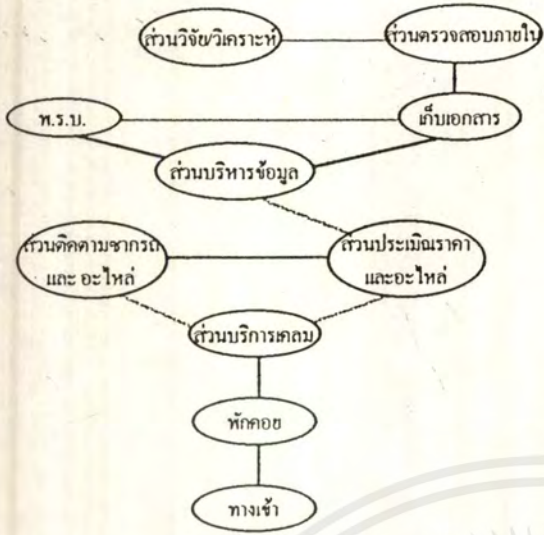 ส่วนวิจัย/วิเคราะห์ ส่วนตรวจสอบภายใน
พ.ร.บ. เก็บเอกสาร
ส่วนบริหารข้อมูล
ส่วนติดตามซากรถ ส่วนประเมิณราคา
และ อะไหล่ และอะไหล่
ส่วนบริการเคลม
พักคอย
ทางเข้า